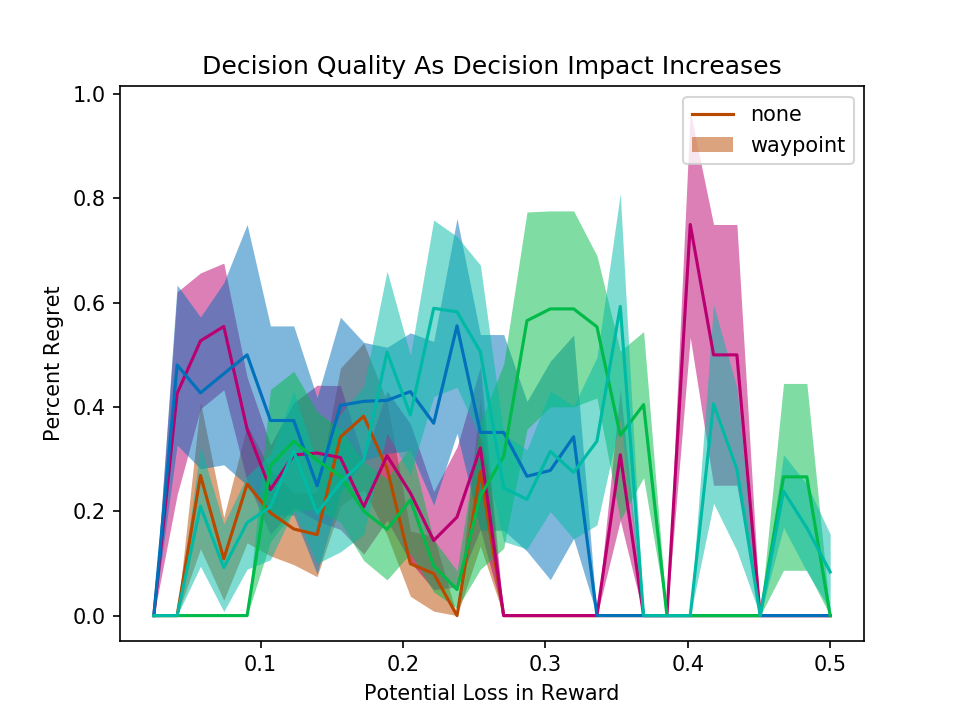 Decision Quality As Decision Impact Increases
none
waypoint
1.0
0.8
0.6
0.4
0.2
0.0
Percent Regret
0.1 0.2 0.3 0.4 0.5
Potential Loss in Reward